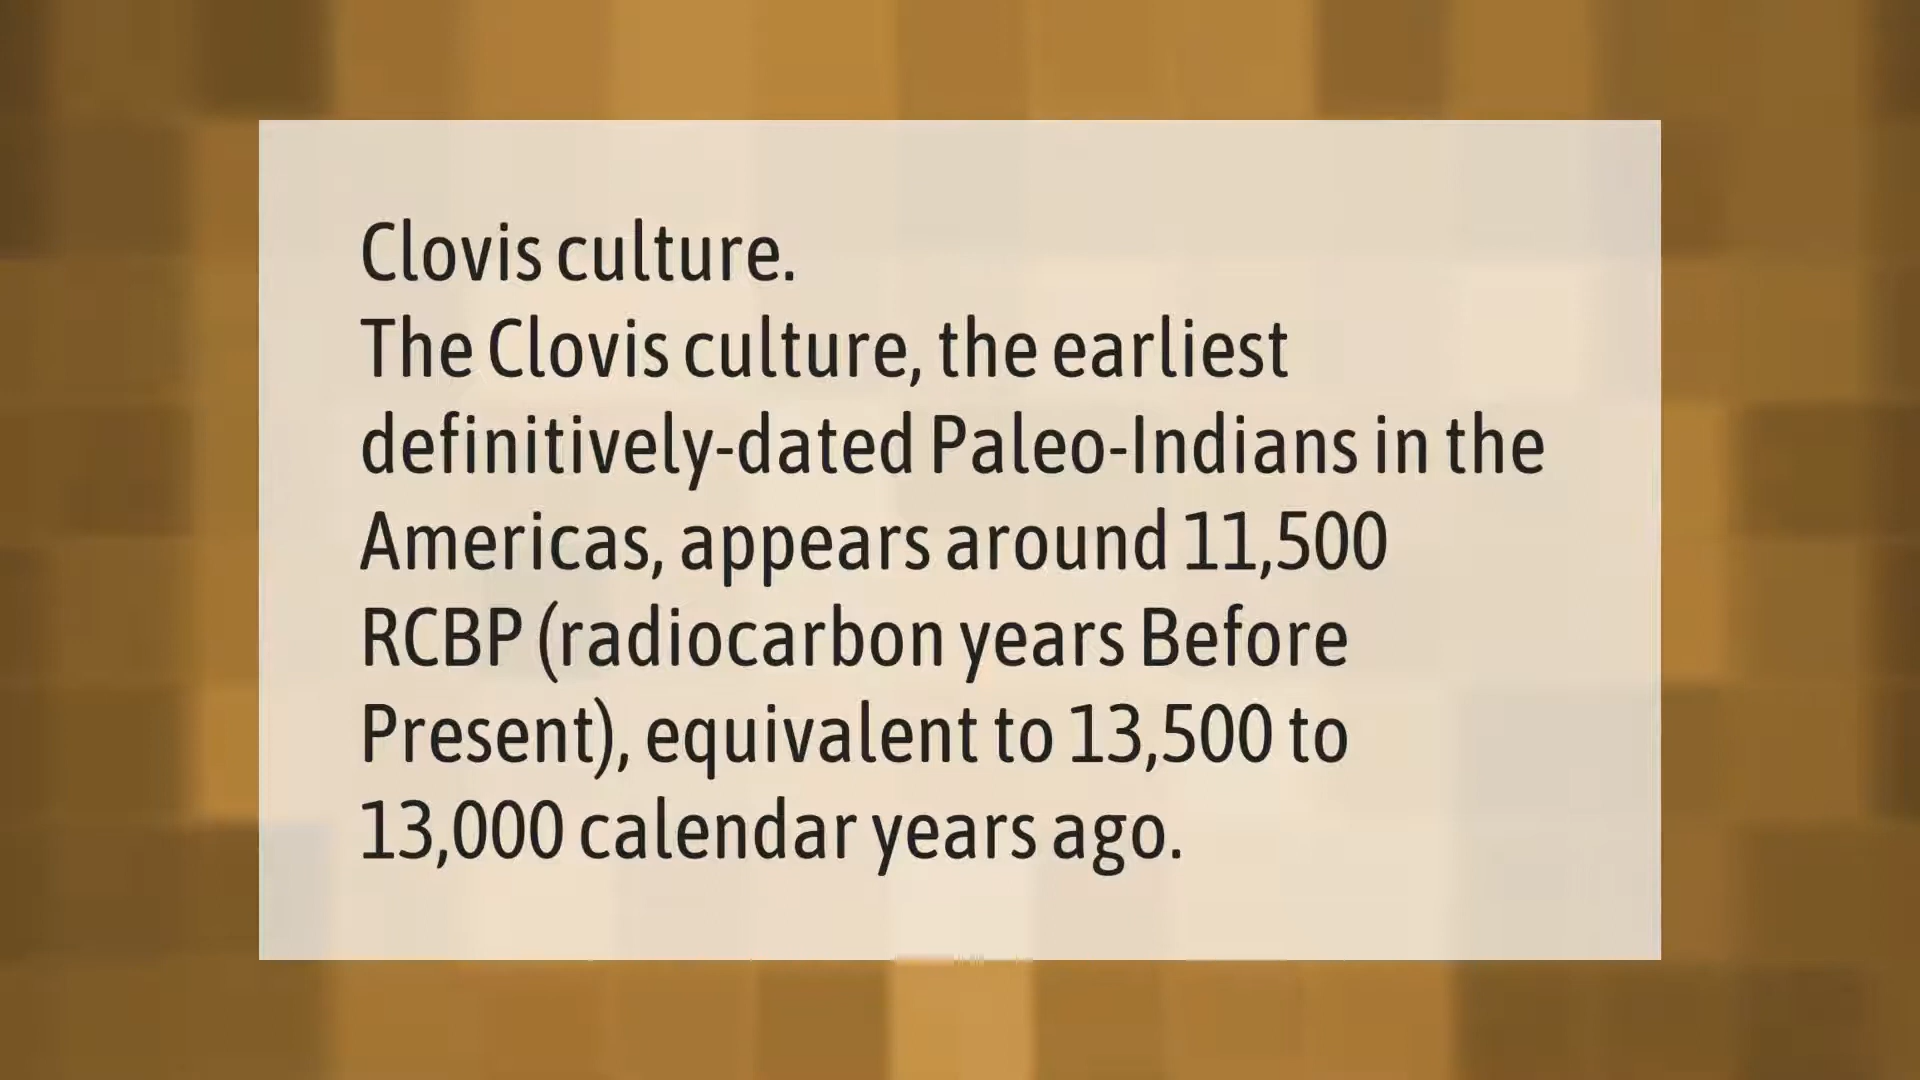 Clovis culture.
The Clovis culture, the earliest
definitively-dated Paleo-Indians in the
Americas, appears around 11,500
RCBP (radiocarbon years Before
Present), equivalent to 13,500 to
13,000 calendar years ago.